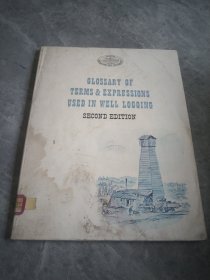 GLOSSARY OF
TERMS & EXPRESSIONS
USED IN WELL LOGGING
SECOND EDITION